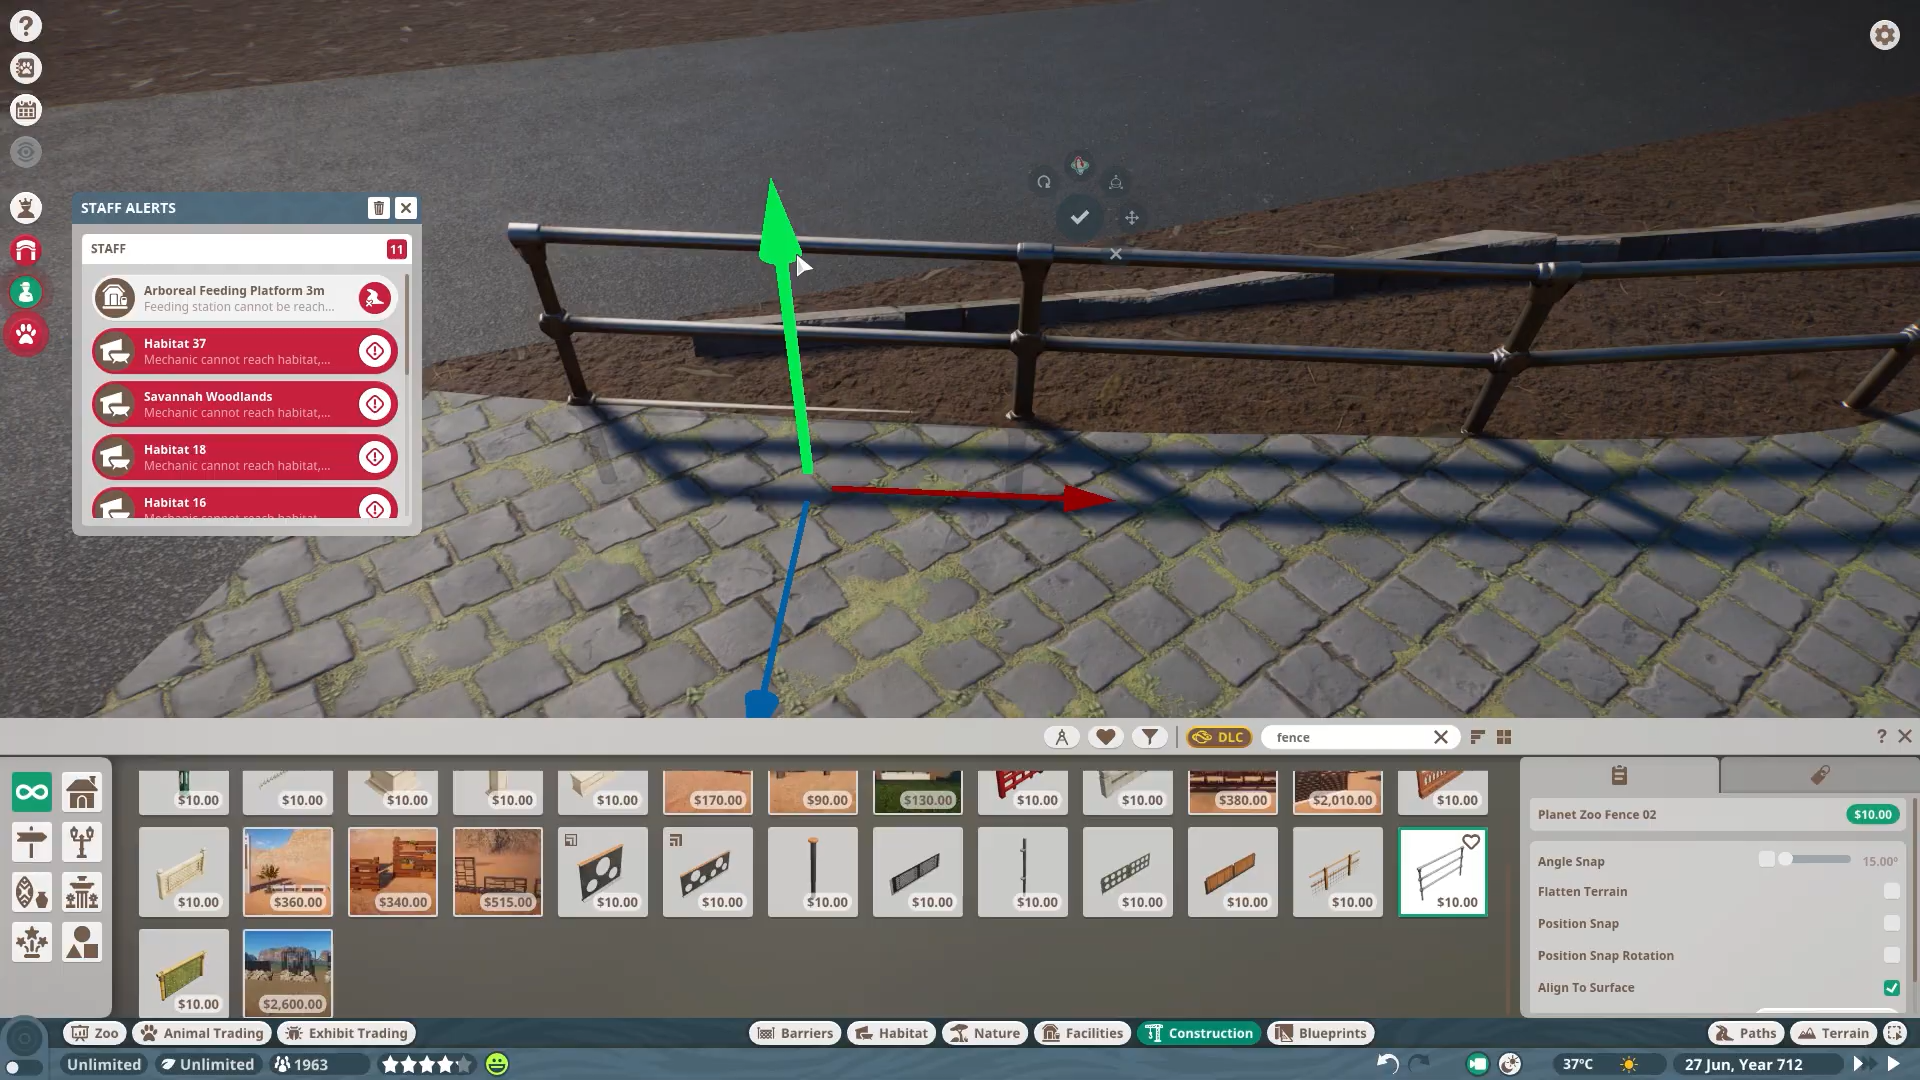 STAFF ALERTS
STAFF
11
Arboreal Feeding Platform 3m
Feeding station cannot be reach...
Habitat 37
Mechanic cannot reach habitat,...
Savannah Woodlands
Mechanic cannot reach habitat,...
Habitat 18
Mechanic cannot reach habitat,...
Habitat 16
Mechanic cannot reach habitat,...
DLC
fence
?
$10.00
$10.00
$10.00
$10.00
$10.00
$170.00
$90.00
$130.00
$10.00
$10.00
$380.00
$2,010.00
$10.00
$10.00
$360.00
$340.00
$515.00
$10.00
$10.00
$10.00
$10.00
$10.00
$10.00
$10.00
$10.00
$10.00
$10.00
$2,600.00
Planet Zoo Fence 02
$10.00
Angle Snap
15.00°
Flatten Terrain
Position Snap
Position Snap Rotation
Align To Surface
Zoo
Animal Trading
Exhibit Trading
Barriers
Habitat
Nature
Facilities
Construction
Blueprints
Paths
Terrain
Unlimited
Unlimited
1963
37°C
27 Jun, Year 712